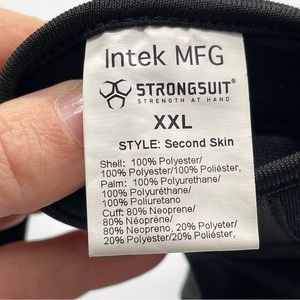 Intek MFG
STRONGSUIT®
STRENGTH AT HAND
XXL
STYLE: Second Skin
Shell: 100% Polyester/
100% Polyester/100% Poliéster,
Palm: 100% Polyurethane/
100% Polyuréthane/
100% Poliuretano
Cuff: 80% Neoprene/
80% Néoprène/
80% Neopreno, 20% Polyeter/
20% Polyester/20% Poliéster,